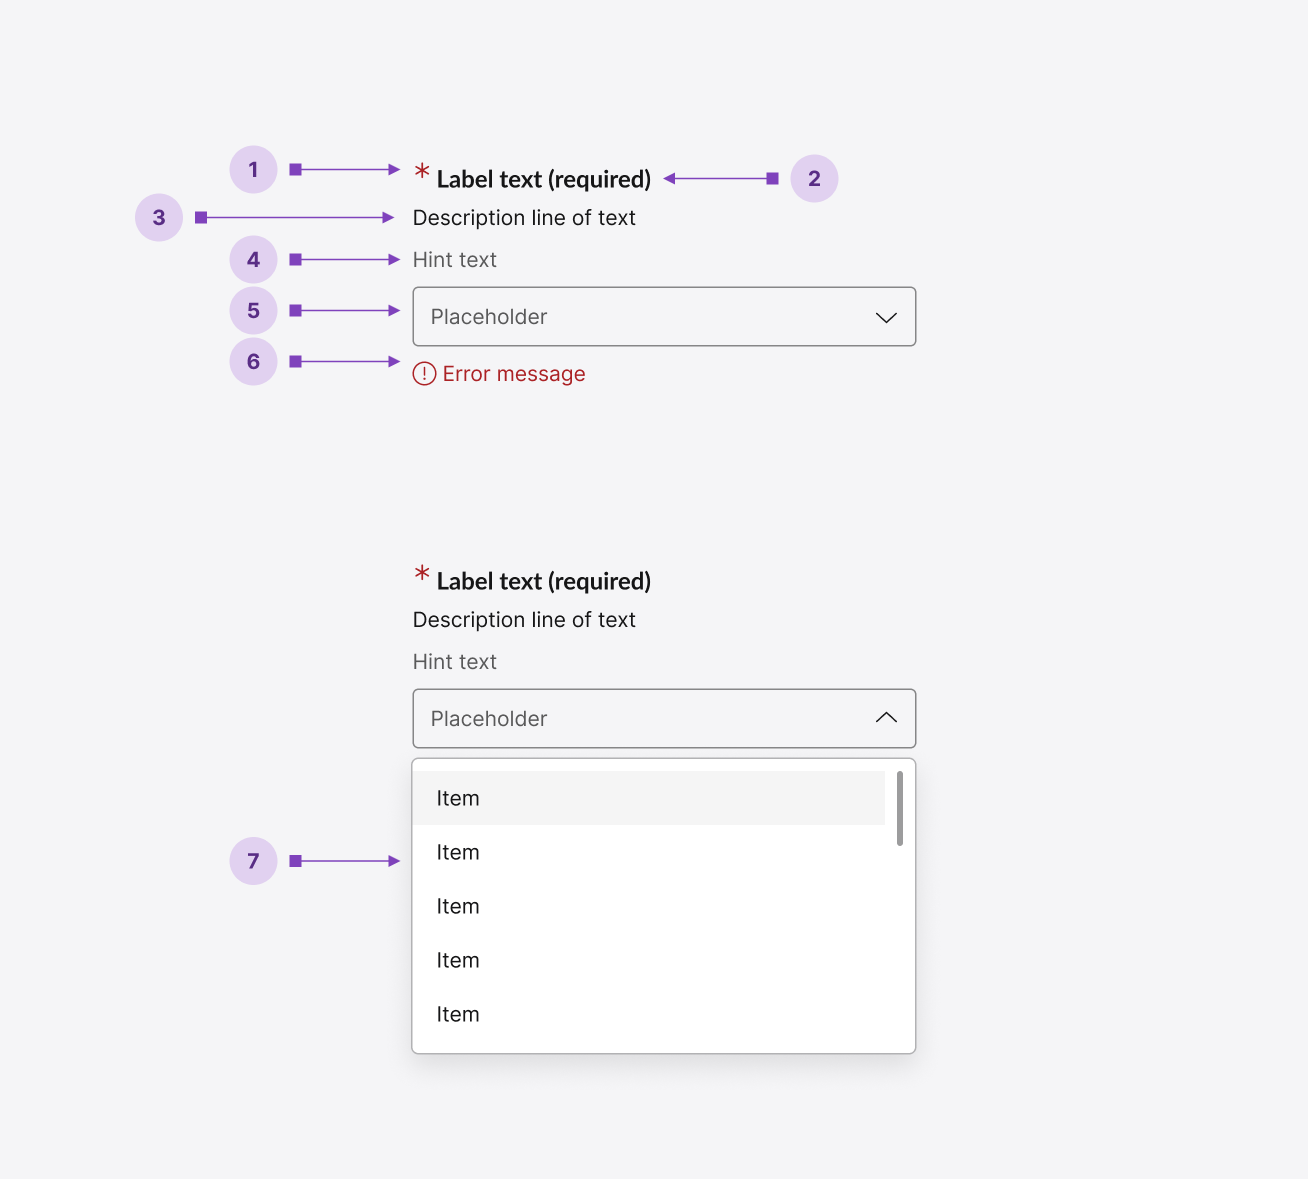 1 * Label text (required) 2
3 Description line of text
4 Hint text
5 Placeholder
6 Error message
* Label text (required)
Description line of text
Hint text
Placeholder
Item
Item
7
Item
Item
Item